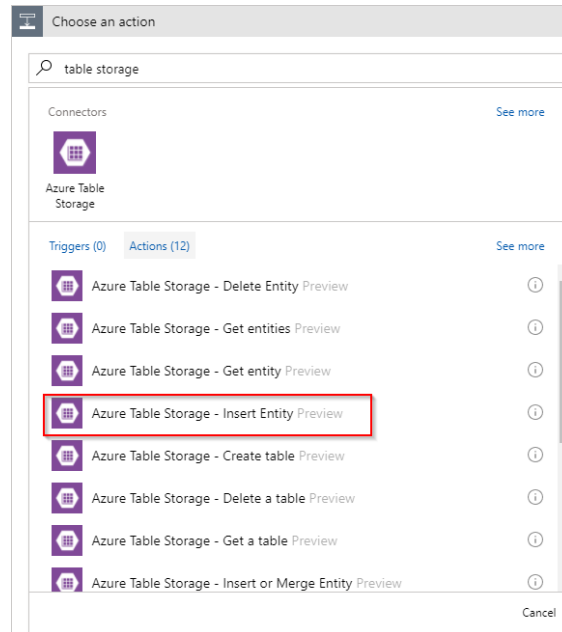 Choose an action
table storage
Connectors
See more
Azure Table
Storage
Triggers (0)
Actions (12)
See more
Azure Table Storage - Delete Entity Preview
Azure Table Storage - Get entities Preview
Azure Table Storage - Get entity Preview
Azure Table Storage - Insert Entity Preview
Azure Table Storage - Create table Preview
Azure Table Storage - Delete a table Preview
Azure Table Storage - Get a table Preview
Azure Table Storage - Insert or Merge Entity Preview
Cancel